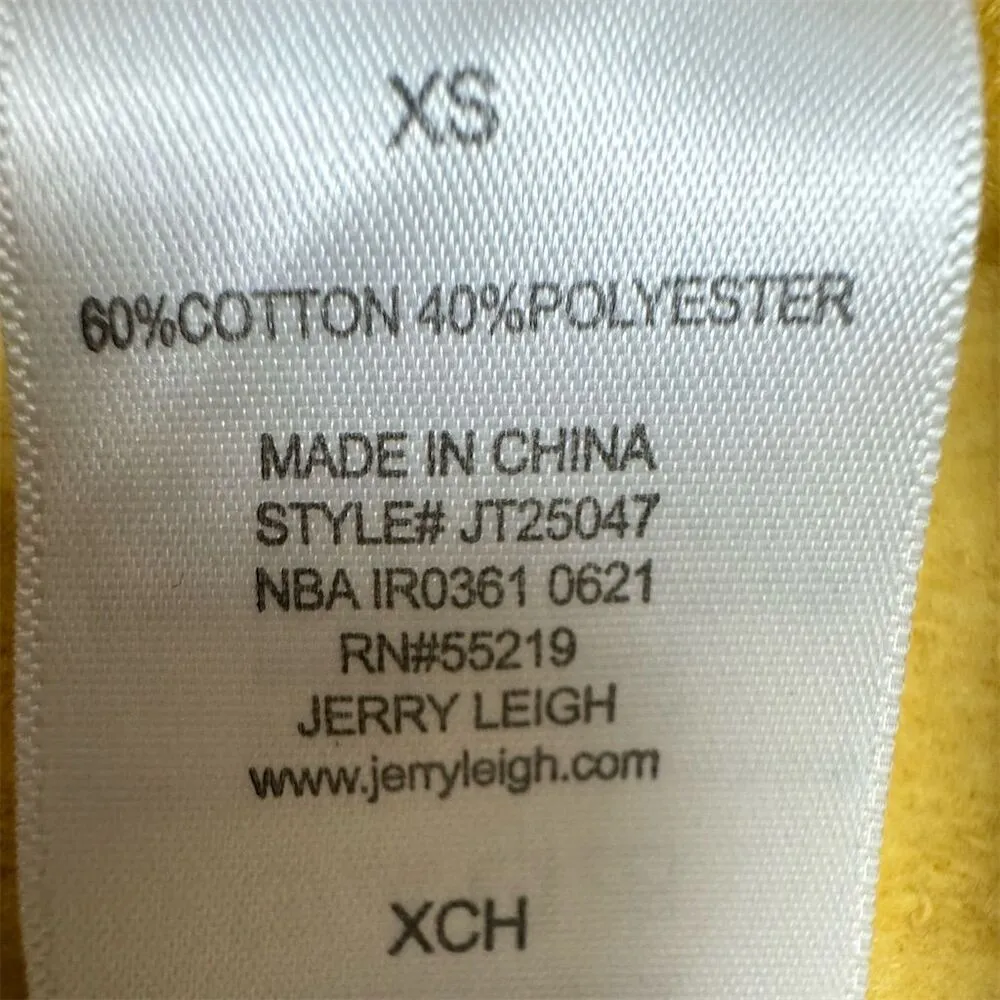 XS
60%COTTON 40%POLYESTER
MADE IN CHINA
STYLE# JT25047
NBA IR0361 0621
RN#55219
JERRY LEIGH
www.jerryleigh.com
XCH